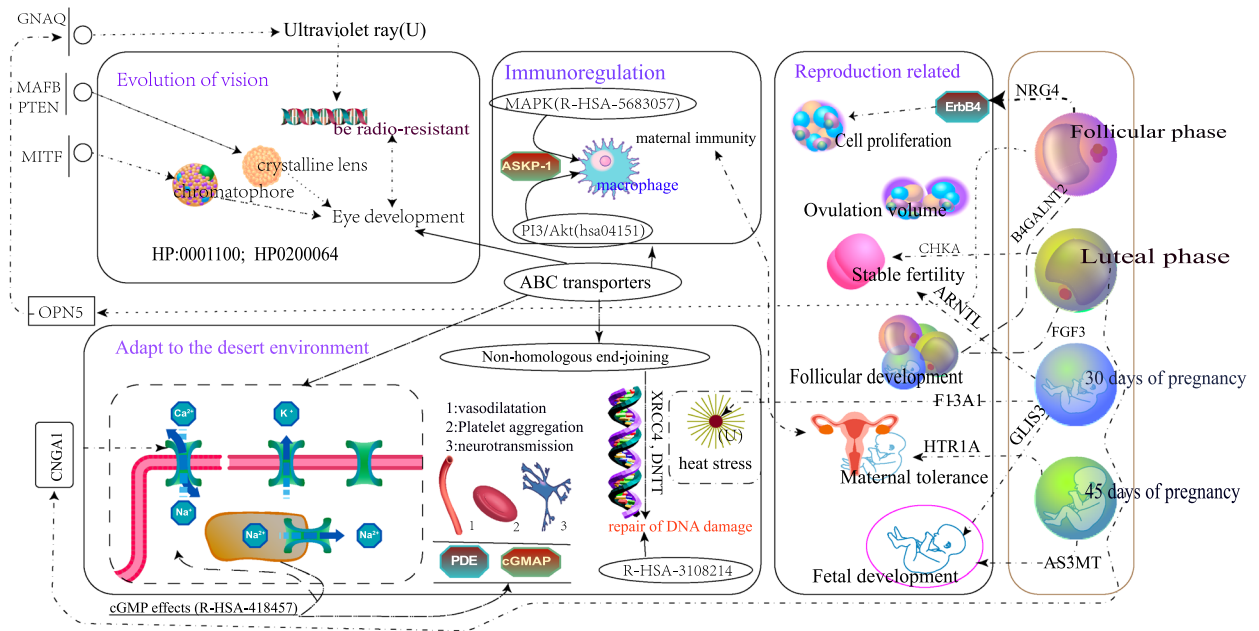 GNAQ
Ultraviolet ray(U)
MAFB
PTEN
MITF
Evolution of vision
be radio-resistant
crystalline lens
chromatophore
Eye development
HP:0001100; HP0200064
OPN5
Immunoregulation
MAPK(R-HSA-5683057)
maternal immunity
ASKP-1
macrophage
PI3/Akt(hsa04151)
ABC transporters
Reproduction related
ErbB4
NRG4
Cell proliferation
Follicular phase
B4GALNT2
Ovulation volume
CHKA
Stable fertility
Luteal phase
ARNTL
FGF3
Follicular development
30 days of pregnancy
F13A1
GLIS3
HTR1A
Maternal tolerance
45 days of pregnancy
AS3MT
Fetal development
Adapt to the desert environment
Non-homologous end-joining
CNGA1
Ca²⁺
K⁺
Na⁺
Na²⁺
Na²⁺
1:vasodilatation
2:Platelet aggregation
3:neurotransmission
1
2
3
PDE
cGMAP
XRCC4 , DNTT
(U)
heat stress
repair of DNA damage
R-HSA-3108214
cGMP effects (R-HSA-418457)